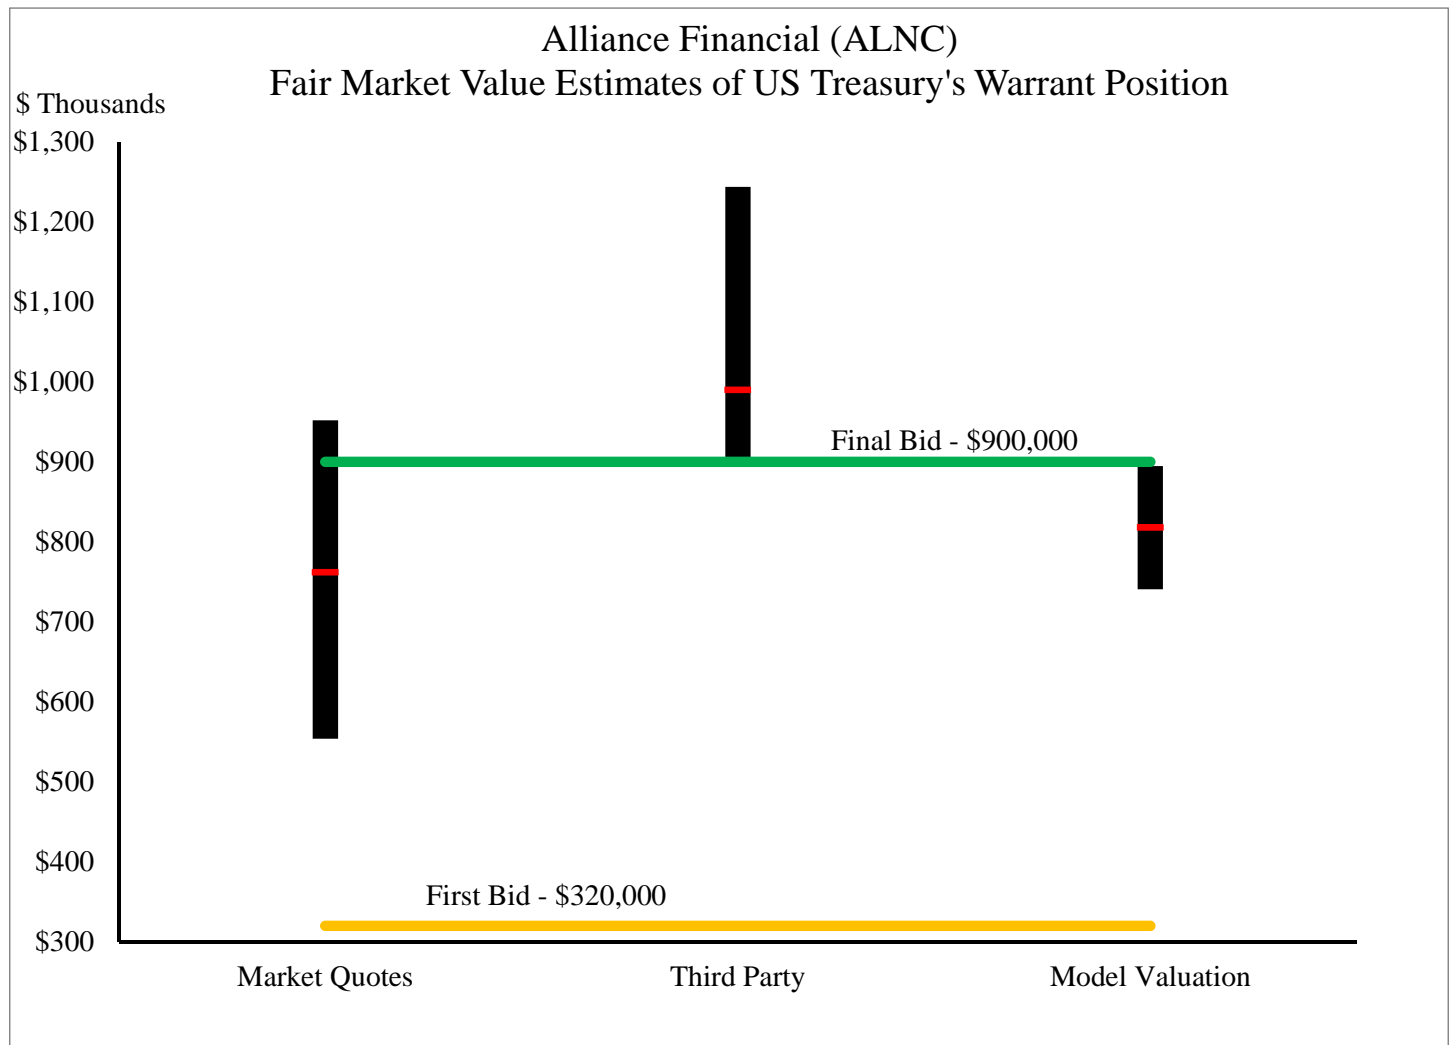 Alliance Financial (ALNC)
Fair Market Value Estimates of US Treasury's Warrant Position
$ Thousands
$1,300
$1,200
$1,100
$1,000
$900
$800
$700
$600
$500
$400
$300
Final Bid - $900,000
First Bid - $320,000
Market Quotes
Third Party
Model Valuation